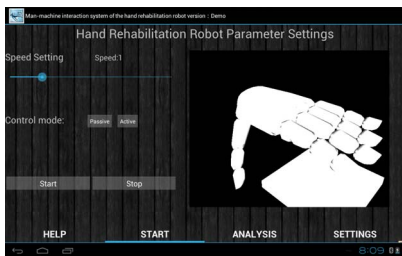 Man-machine interaction system of the hand rehabilitation robot version : Demo
Hand Rehabilitation Robot Parameter Settings
Speed Setting Speed:1
Control mode: Passive Active
Start Stop
HELP START ANALYSIS SETTINGS
8:09